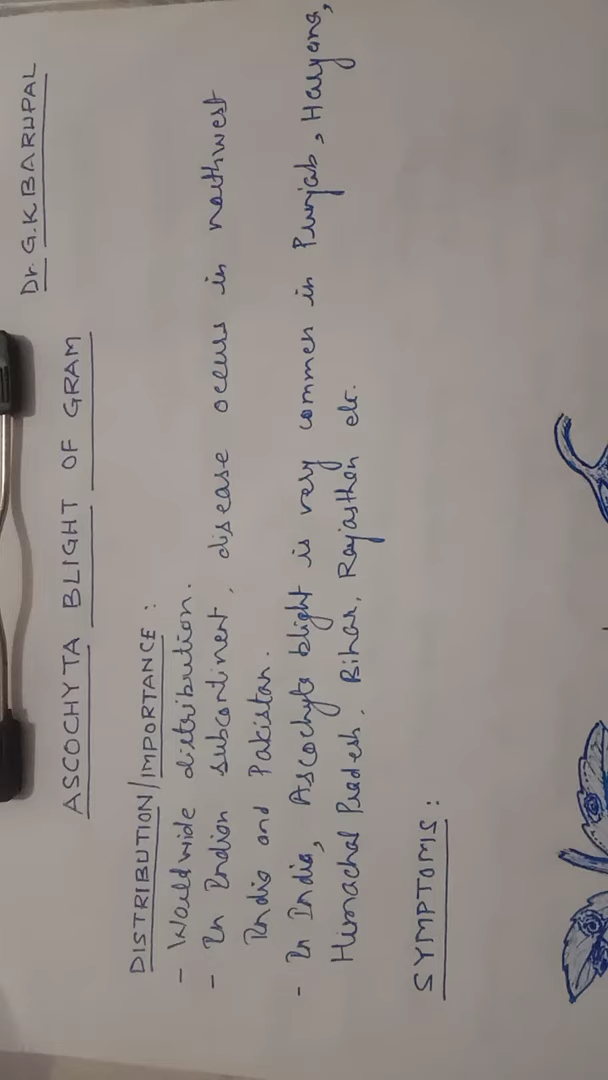 Dr. G.K BARUPAL
ASCOCHYTA BLIGHT OF GRAM
DISTRIBUTION/IMPORTANCE :
- Worldwide distribution.
- In Indian subcontinent, disease occurs in northwest
India and Pakistan.
- In India, Ascochyta blight is very common in Punjab, Haryana,
Himachal Pradesh, Bihar, Rajasthan etc.
SYMPTOMS :